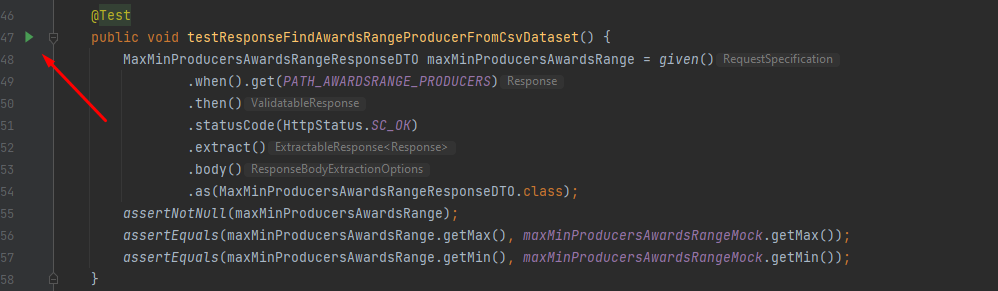 46 @Test
47 public void testResponseFindAwardsRangeProducerFromCsvDataset() {
48 MaxMinProducersAwardsRangeResponseDTO maxMinProducersAwardsRange = given() RequestSpecification
49 .when().get(PATH_AWARDSRANGE_PRODUCERS) Response
50 .then() ValidatableResponse
51 .statusCode(HttpStatus.SC_OK)
52 .extract() ExtractableResponse<Response>
53 .body() ResponseBodyExtractionOptions
54 .as(MaxMinProducersAwardsRangeResponseDTO.class);
55 assertNotNull(maxMinProducersAwardsRange);
56 assertEquals(maxMinProducersAwardsRange.getMax(), maxMinProducersAwardsRangeMock.getMax());
57 assertEquals(maxMinProducersAwardsRange.getMin(), maxMinProducersAwardsRangeMock.getMin());
58 }